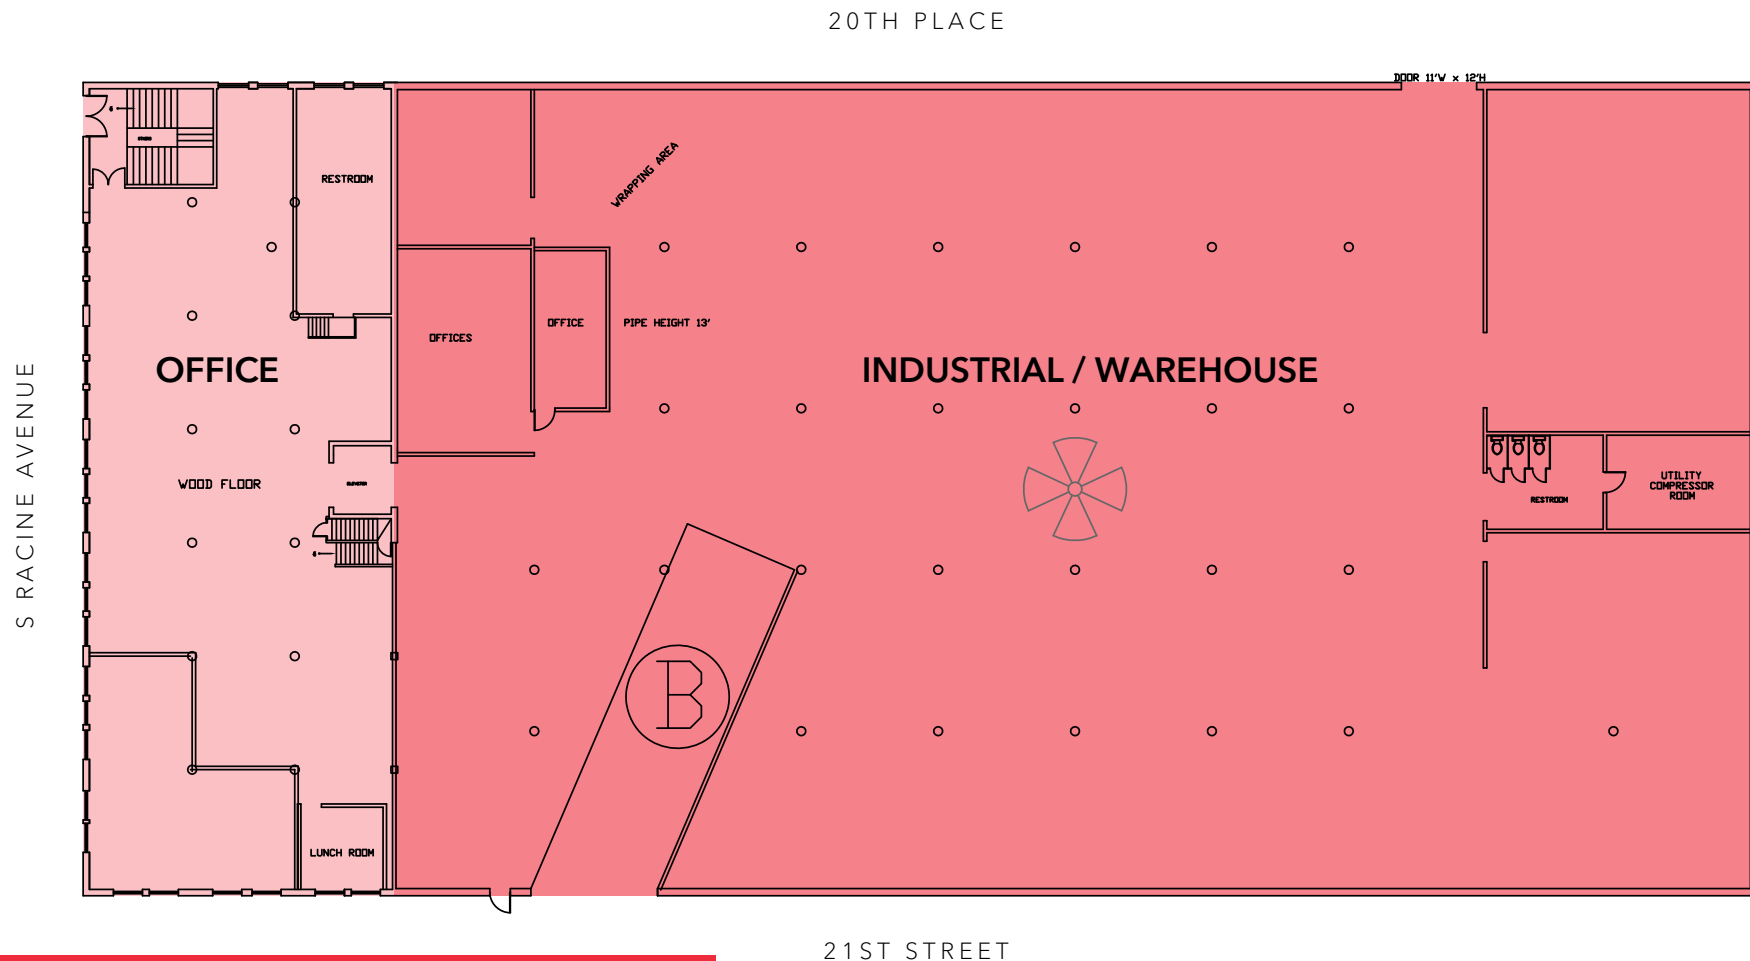 20TH PLACE
DOOR 11'W x 12'H
WRAPPING AREA
RESTROOM
OFFICES
OFFICE
PIPE HEIGHT 13'
OFFICE
INDUSTRIAL / WAREHOUSE
S RACINE AVENUE
WOOD FLOOR
ELEVATOR
RESTROOM
UTILITY
COMPRESSOR
ROOM
B
LUNCH ROOM
21ST STREET